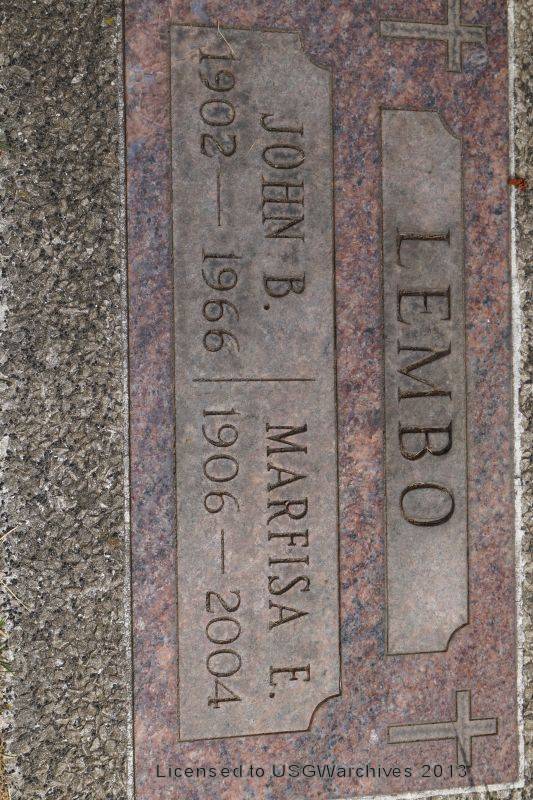 LEMBO
JOHN B. MARFISA E.
1902 — 1966 1906 — 2004
Licensed to USGWarchives 2013